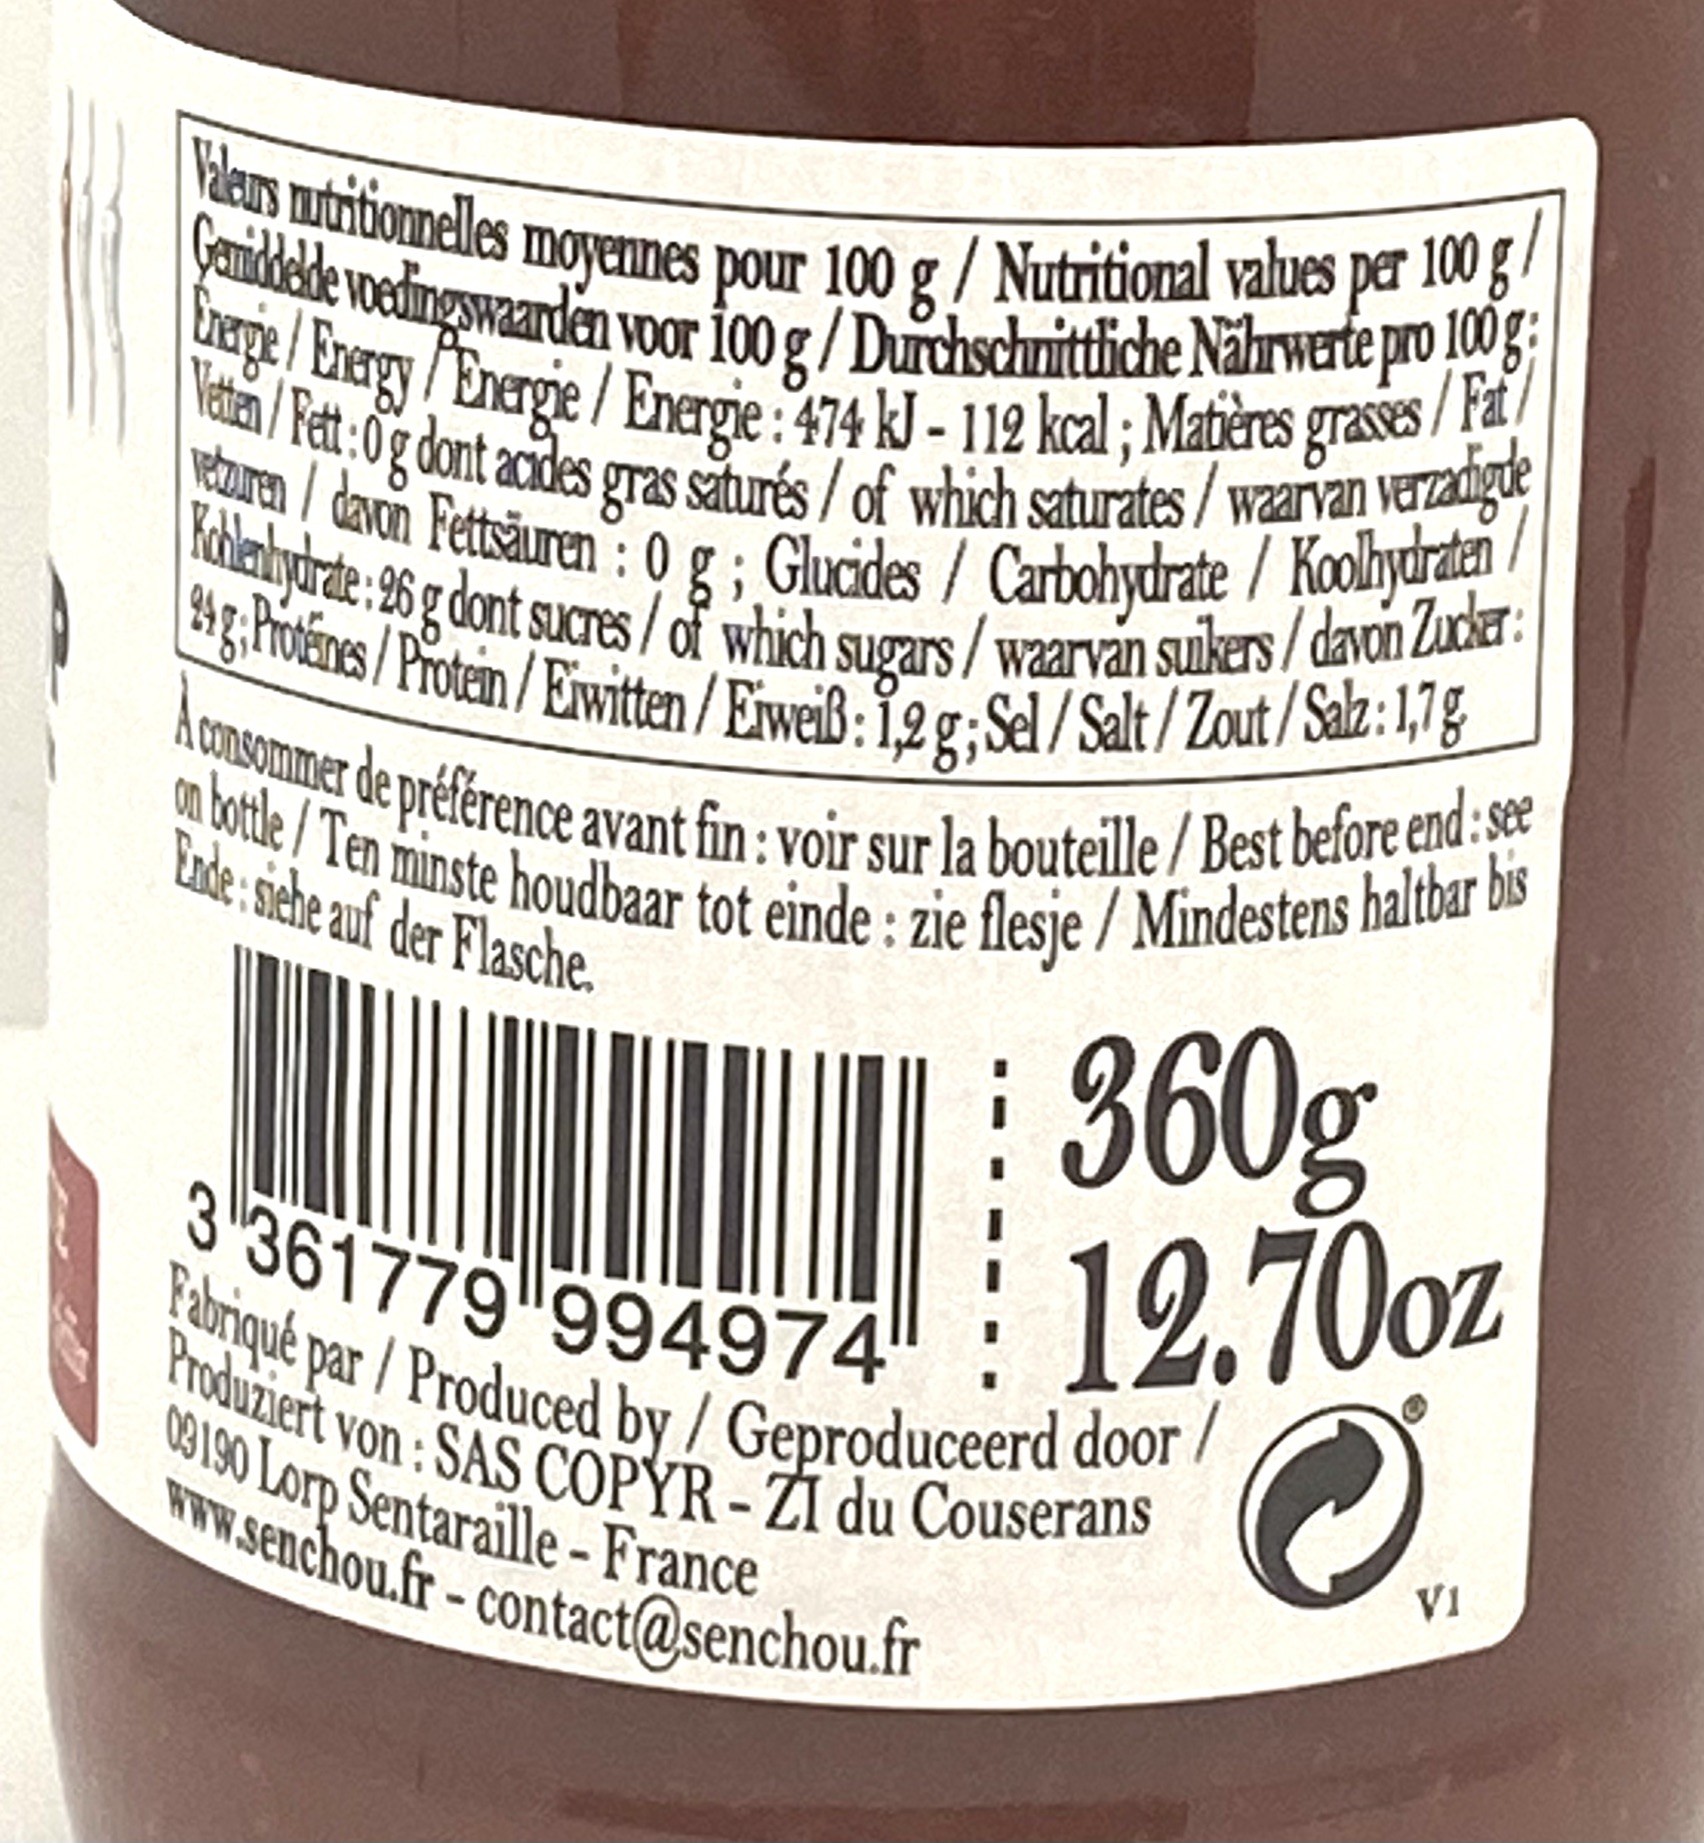 Valeurs nutritionnelles moyennes pour 100 g / Nutritional values per 100 g /
Gemiddelde voedingswaarden voor 100 g / Durchschnittliche Nährwerte pro 100 g:
Energie / Energy / Energie / Energie : 474 kJ - 112 kcal ; Matières grasses / Fat /
Vetten / Fett : 0 g dont acides gras saturés / of which saturates / waarvan verzadigde
vetzuren / davon Fettsäuren : 0 g ; Glucides / Carbohydrate / Koolhydraten /
Kohlenhydrate : 26 g dont sucres / of which sugars / waarvan suikers / davon Zucker :
24 g ; Protéines / Protein / Eiwitten / Eiweiß : 1,2 g ; Sel / Salt / Zout / Salz : 1,7 g
À consommer de préférence avant fin : voir sur la bouteille / Best before end : see
on bottle / Ten minste houdbaar tot einde : zie flesje / Mindestens haltbar bis
Ende : siehe auf der Flasche.
360g
12.70oz
3 361779 994974
Fabriqué par / Produced by / Geproduceerd door /
Produziert von : SAS COPYR - ZI du Couserans
09190 Lorp Sentaraille - France
www.senchou.fr - contact@senchou.fr
®
V1